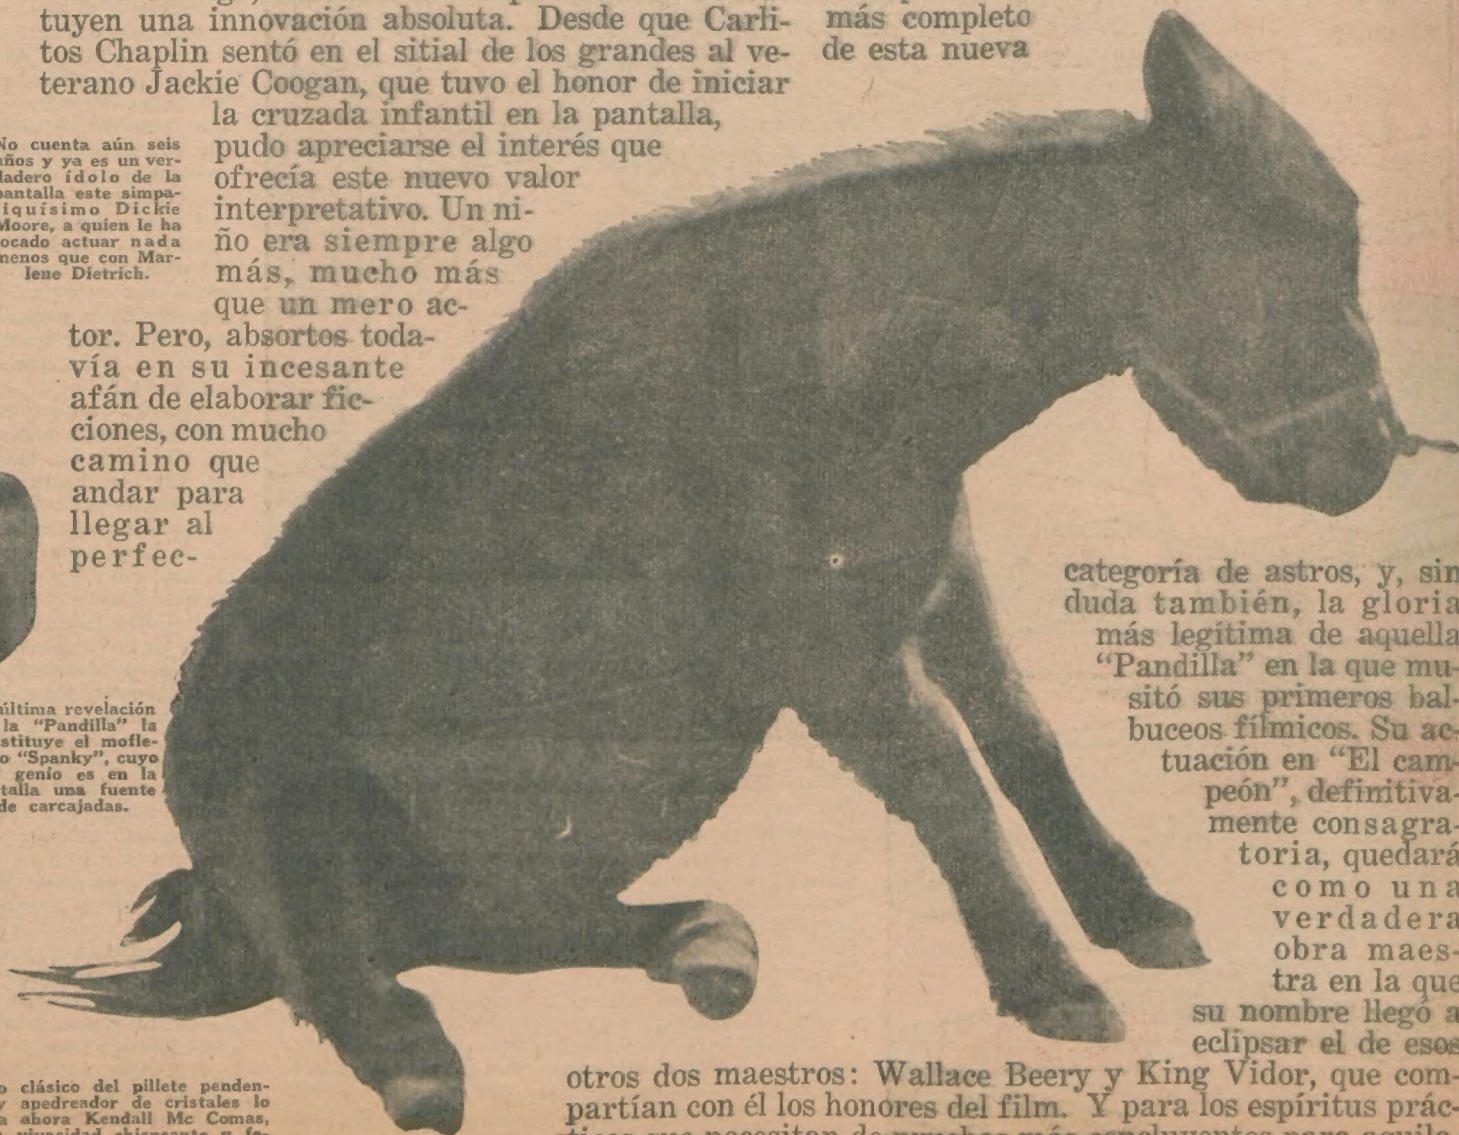 tuyen una innovación absoluta. Desde que Carli-
tos Chaplin sentó en el sitial de los grandes al ve-
terano Jackie Coogan, que tuvo el honor de iniciar
la cruzada infantil en la pantalla,
pudo apreciarse el interés que
ofrecía este nuevo valor
interpretativo. Un ni-
ño era siempre algo
más, mucho más
que un mero ac-
tor. Pero, absortos toda-
vía en su incesante
afán de elaborar fic-
ciones, con mucho
camino que
andar para
llegar al
perfec-
No cuenta aún seis
años y ya es un ver-
dadero ídolo de la
pantalla este simpa-
tiquísimo Dickie
Moore, a quien le ha
tocado actuar nada
menos que con Mar-
lene Dietrich.
última revelación
la "Pandilla" la
stituye el mofle-
o "Spanky", cuyo
genio es en la
talla una fuente
de carcajadas.
o clásico del pillete penden-
y apedreador de cristales lo
a ahora Kendall Mc Comas,
más completo
de esta nueva
categoría de astros, y, sin
duda también, la gloria
más legítima de aquella
"Pandilla" en la que mu-
sitó sus primeros bal-
buceos fílmicos. Su ac-
tuación en "El cam-
peón", definitiva-
mente consagra-
toria, quedará
como una
verdadera
obra maes-
tra en la que
su nombre llegó a
eclipsar el de esos
otros dos maestros: Wallace Beery y King Vidor, que com-
partían con él los honores del film. Y para los espíritus prác-